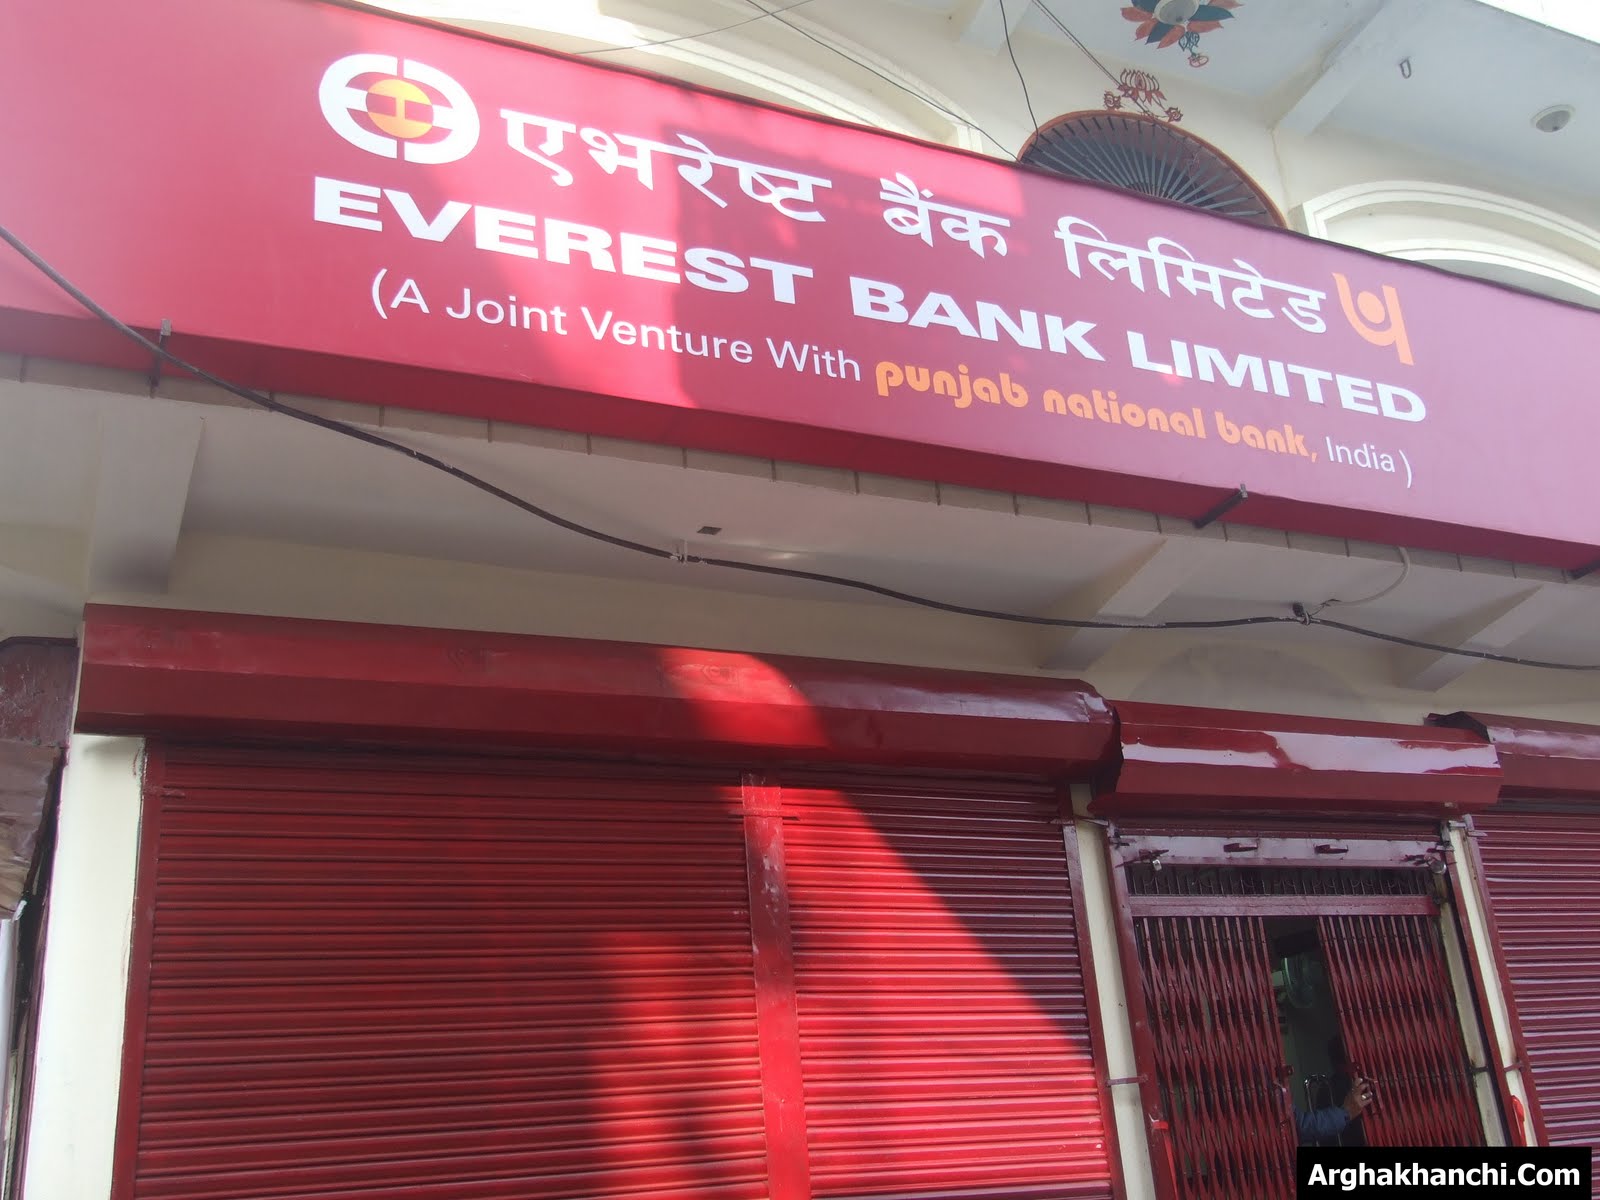 एभरेष्ट बैंक लिमिटेड
EVEREST BANK LIMITED
(A Joint Venture With punjab national bank, India)
Arghakhanchi.Com